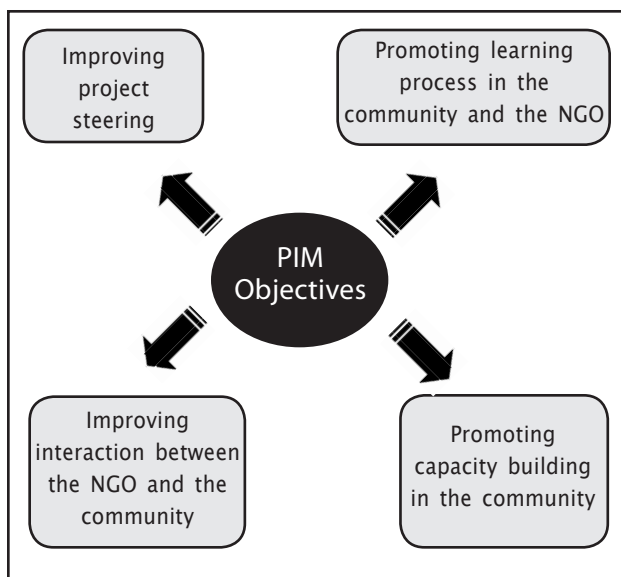 Improving
project
steering
Promoting learning
process in the
community and the NGO
PIM
Objectives
Improving
interaction between
the NGO and the
community
Promoting
capacity building
in the community